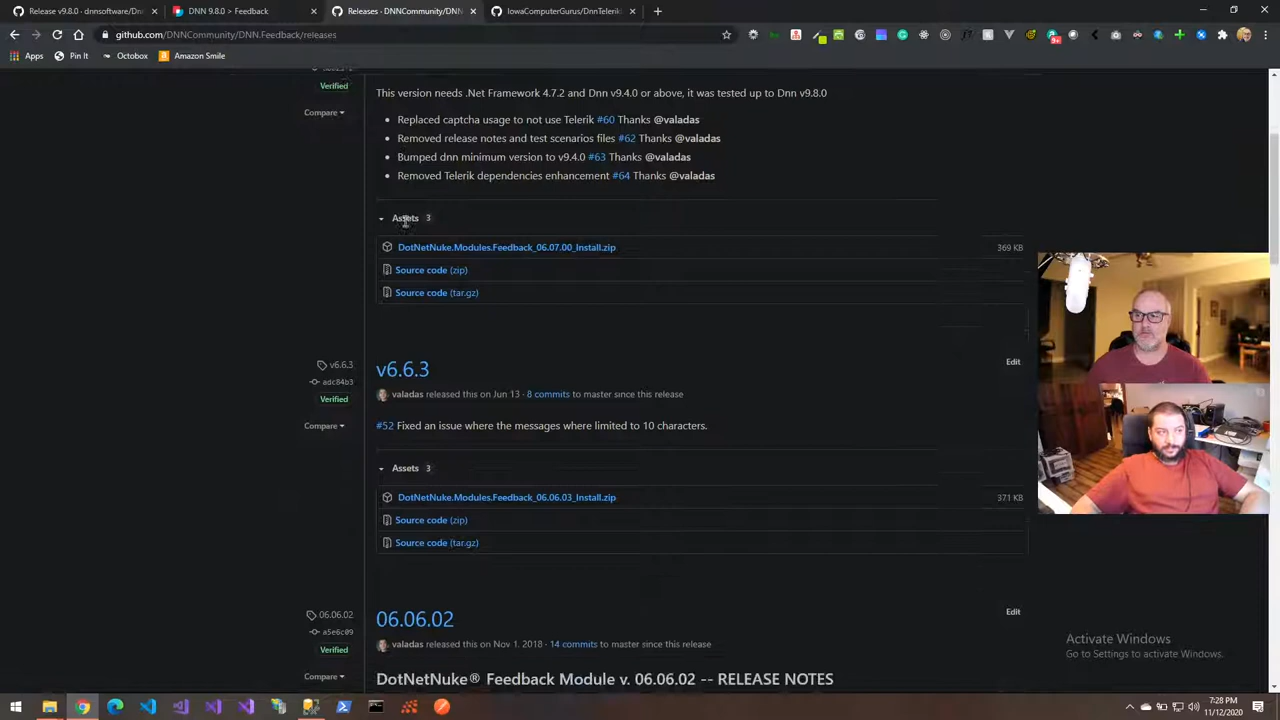 Release v9.8.0 · dnnsoftware/Dn
DNN 9.8.0 > Feedback
Releases · DNNCommunity/DNN
IowaComputerGurus/DnnTelerik
github.com/DNNCommunity/DNN.Feedback/releases
Apps
Pin It
Octobox
Amazon Smile
Verified
Compare
This version needs .Net Framework 4.7.2 and Dnn v9.4.0 or above, it was tested up to Dnn v9.8.0
Replaced captcha usage to not use Telerik #60 Thanks @valadas
Removed release notes and test scenarios files #62 Thanks @valadas
Bumped dnn minimum version to v9.4.0 #63 Thanks @valadas
Removed Telerik dependencies enhancement #64 Thanks @valadas
Assets 3
DotNetNuke.Modules.Feedback_06.07.00_Install.zip 369 KB
Source code (zip)
Source code (tar.gz)
v6.6.3
adc84b3
Verified
Compare
v6.6.3
Edit
valadas released this on Jun 13 · 8 commits to master since this release
#52 Fixed an issue where the messages where limited to 10 characters.
Assets 3
DotNetNuke.Modules.Feedback_06.06.03_Install.zip 371 KB
Source code (zip)
Source code (tar.gz)
06.06.02
a5e6c09
Verified
Compare
06.06.02
Edit
valadas released this on Nov 1, 2018 · 14 commits to master since this release
DotNetNuke® Feedback Module v. 06.06.02 -- RELEASE NOTES
Activate Windows
Go to Settings to activate Windows.
7:28 PM
11/12/2020